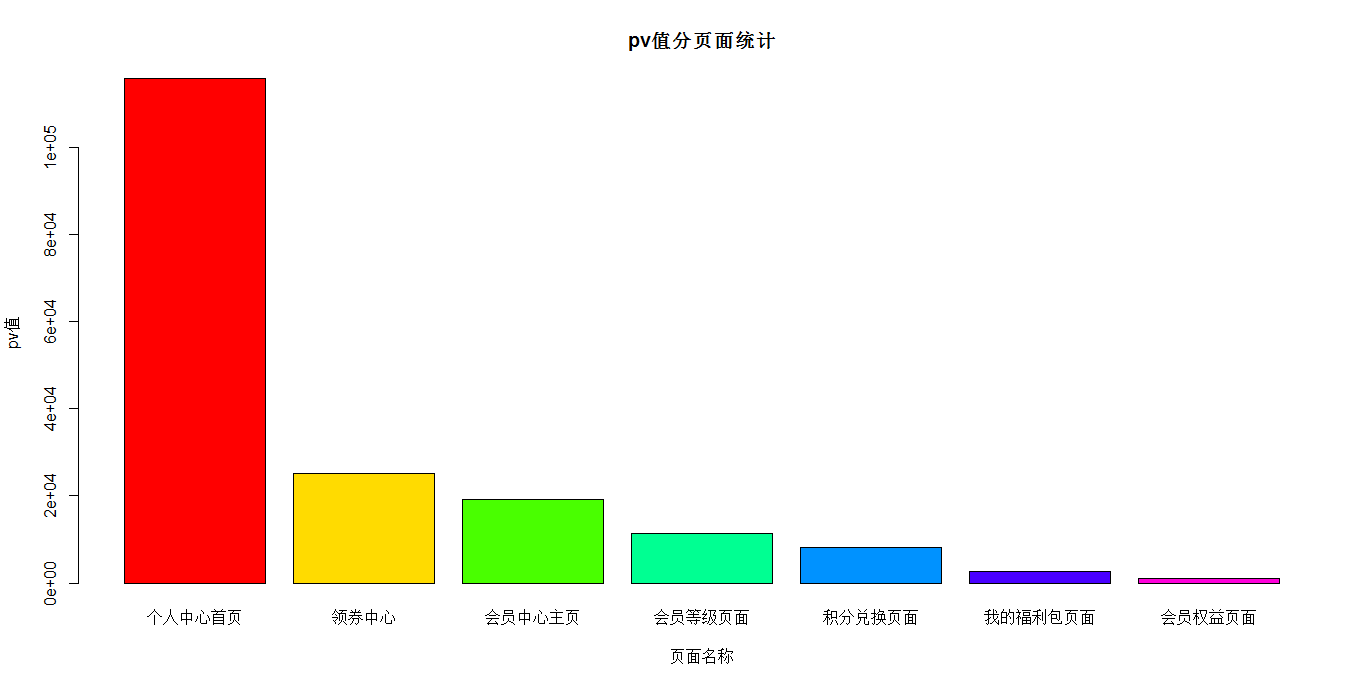 pv值分页面统计
pv值
1e+05
8e+04
6e+04
4e+04
2e+04
0e+00
个人中心首页 领券中心 会员中心主页 会员等级页面 积分兑换页面 我的福利包页面 会员权益页面
页面名称